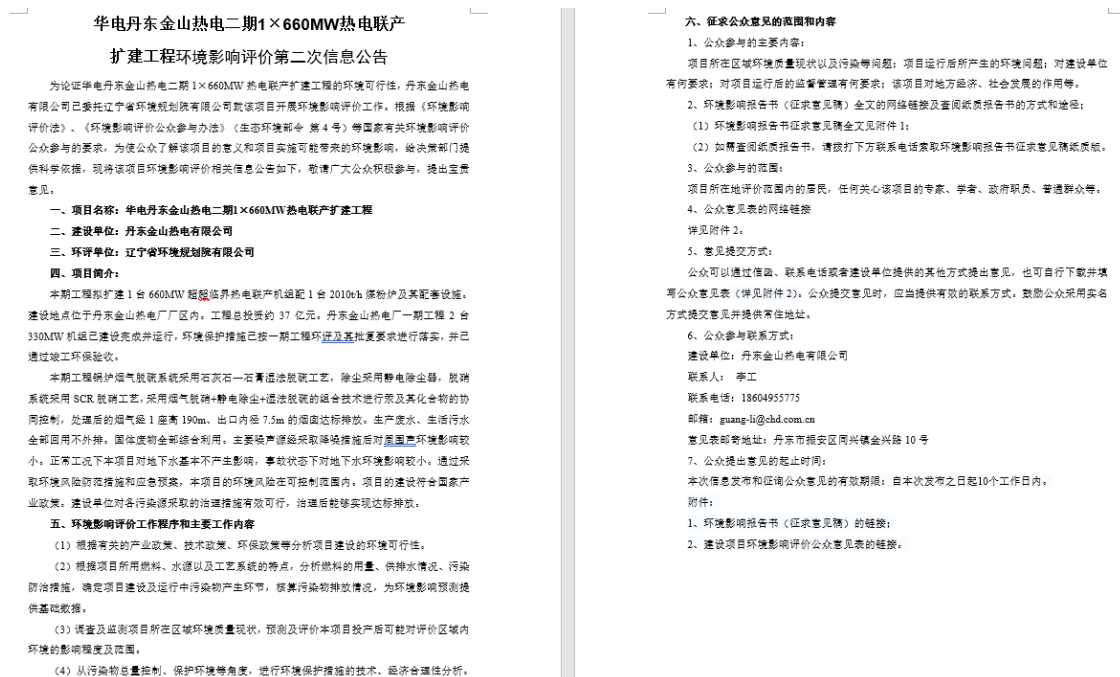 华电丹东金山热电二期1×660MW热电联产
扩建工程环境影响评价第二次信息公告
为论证华电丹东金山热电二期 1×660MW 热电联产扩建工程的环境可行性，丹东金山热电
有限公司已委托辽宁省环境规划院有限公司就该项目开展环境影响评价工作。根据《环境影响
评价法》、《环境影响评价公众参与办法》（生态环境部令 第 4 号）等国家有关环境影响评价
公众参与的要求，为使公众了解该项目的意义和项目实施可能带来的环境影响，给决策部门提
供科学依据，现将该项目环境影响评价相关信息公告如下，敬请广大公众积极参与，提出宝贵
意见。
一、项目名称：华电丹东金山热电二期1×660MW热电联产扩建工程
二、建设单位：丹东金山热电有限公司
三、环评单位：辽宁省环境规划院有限公司
四、项目简介：
本期工程拟扩建 1 台 660MW 超超临界热电联产机组配 1 台 2010t/h 煤粉炉及其配套设施。
建设地点位于丹东金山热电厂厂区内。工程总投资约 37 亿元。丹东金山热电厂一期工程 2 台
330MW 机组已建设完成并运行，环境保护措施已按一期工程环评及其批复要求进行落实，并已
通过竣工环保验收。
本期工程锅炉烟气脱硫系统采用石灰石—石膏湿法脱硫工艺，除尘采用静电除尘器，脱硝
系统采用 SCR 脱硝工艺，采用烟气脱硝+静电除尘+湿法脱硫的组合技术进行汞及其化合物的协
同控制，处理后的烟气经 1 座高 190m、出口内径 7.5m 的烟囱达标排放。生产废水、生活污水
全部回用不外排。固体废物全部综合利用。主要噪声源经采取降噪措施后对周围声环境影响较
小。正常工况下本项目对地下水基本不产生影响，事故状态下对地下水环境影响较小。通过采
取环境风险防范措施和应急预案，本项目的环境风险在可控制范围内。项目的建设符合国家产
业政策。建设单位对各污染源采取的治理措施有效可行，治理后能够实现达标排放。
五、环境影响评价工作程序和主要工作内容
（1）根据有关的产业政策、技术政策、环保政策等分析项目建设的环境可行性。
（2）根据项目所用燃料、水源以及工艺系统的特点，分析燃料的用量、供排水情况、污染
防治措施，确定项目建设及运行中污染物产生环节，核算污染物排放情况，为环境影响预测提
供基础数据。
（3）调查及监测项目所在区域环境质量现状，预测及评价本项目投产后可能对评价区域内
环境的影响程度及范围。
（4）从污染物总量控制、保护环境等角度，进行环境保护措施的技术、经济合理性分析。
六、征求公众意见的范围和内容
1、公众参与的主要内容：
项目所在区域环境质量现状以及污染等问题；项目运行后所产生的环境问题；对建设单位
有何要求；对项目运行后的监督管理有何要求；该项目对地方经济、社会发展的作用等。
2、环境影响报告书（征求意见稿）全文的网络链接及查阅纸质报告书的方式和途径；
（1）环境影响报告书征求意见稿全文见附件 1；
（2）如需查阅纸质报告书，请拨打下方联系电话索取环境影响报告书征求意见稿纸质版。
3、公众参与的范围：
项目所在地评价范围内的居民，任何关心该项目的专家、学者、政府职员、普通群众等。
4、公众意见表的网络链接
详见附件 2。
5、意见提交方式：
公众可以通过信函、联系电话或者建设单位提供的其他方式提出意见，也可自行下载并填
写公众意见表（详见附件 2）。公众提交意见时，应当提供有效的联系方式。鼓励公众采用实名
方式提交意见并提供常住地址。
6、公众参与联系方式：
建设单位：丹东金山热电有限公司
联系人： 李工
联系电话：18604955775
邮箱：guang-li@chd.com.cn
意见表邮寄地址：丹东市振安区同兴镇金兴路 10 号
7、公众提出意见的起止时间：
本次信息发布和征询公众意见的有效期限：自本次发布之日起10个工作日内。
附件：
1、环境影响报告书（征求意见稿）的链接；
2、建设项目环境影响评价公众意见表的链接。